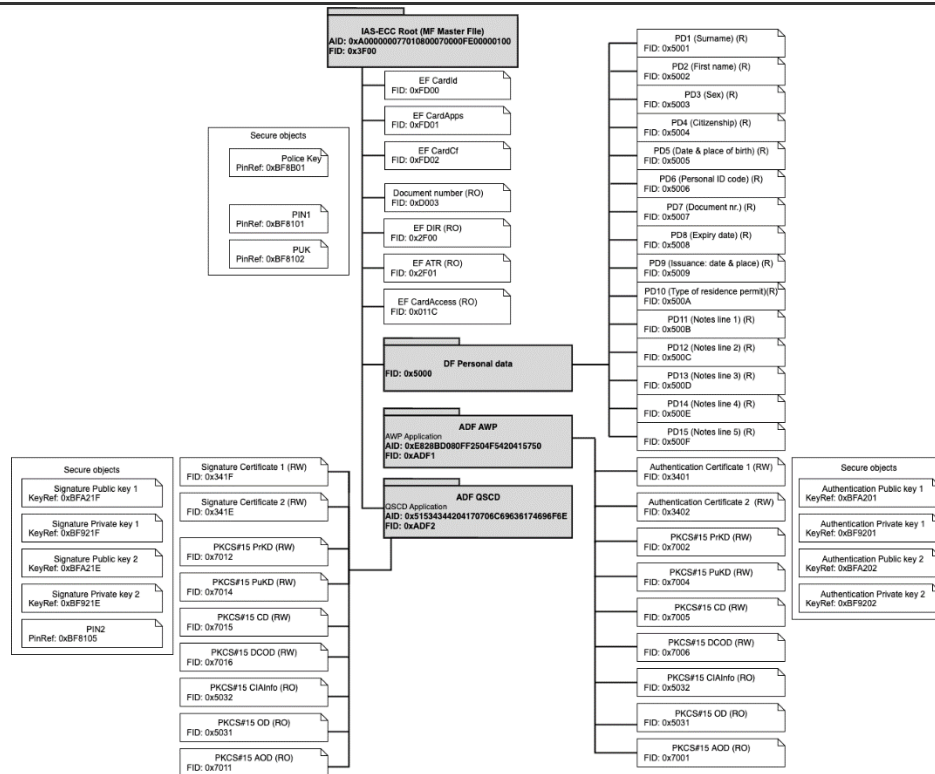 IAS-ECC Root (MF Master File)
AID: 0xA000000077010800070000FE00000100
FID: 0x3F00
EF CardId
FID: 0xFD00
EF CardApps
FID: 0xFD01
EF CardCf
FID: 0xFD02
Document number (RO)
FID: 0xD003
EF DIR (RO)
FID: 0x2F00
EF ATR (RO)
FID: 0x2F01
EF CardAccess (RO)
FID: 0x011C
Secure objects
Police Key
PinRef: 0xBF8B01
PIN1
PinRef: 0xBF8101
PUK
PinRef: 0xBF8102
DF Personal data
FID: 0x5000
PD1 (Surname) (R)
FID: 0x5001
PD2 (First name) (R)
FID: 0x5002
PD3 (Sex) (R)
FID: 0x5003
PD4 (Citizenship) (R)
FID: 0x5004
PD5 (Date & place of birth) (R)
FID: 0x5005
PD6 (Personal ID code) (R)
FID: 0x5006
PD7 (Document nr.) (R)
FID: 0x5007
PD8 (Expiry date) (R)
FID: 0x5008
PD9 (Issuance: date & place) (R)
FID: 0x5009
PD10 (Type of residence permit)(R)
FID: 0x500A
PD11 (Notes line 1) (R)
FID: 0x500B
PD12 (Notes line 2) (R)
FID: 0x500C
PD13 (Notes line 3) (R)
FID: 0x500D
PD14 (Notes line 4) (R)
FID: 0x500E
PD15 (Notes line 5) (R)
FID: 0x500F
ADF AWP
AWP Application
AID: 0xE828BD080FF2504F5420415750
FID: 0xADF1
ADF QSCD
QSCD Application
AID: 0x51534344204170706C69636174696F6E
FID: 0xADF2
Secure objects
Signature Public key 1
KeyRef: 0xBFA21F
Signature Private key 1
KeyRef: 0xBF921F
Signature Public key 2
KeyRef: 0xBFA21E
Signature Private key 2
KeyRef: 0xBF921E
PIN2
PinRef: 0xBF8105
Signature Certificate 1 (RW)
FID: 0x341F
Signature Certificate 2 (RW)
FID: 0x341E
PKCS#15 PrKD (RW)
FID: 0x7012
PKCS#15 PuKD (RW)
FID: 0x7014
PKCS#15 CD (RW)
FID: 0x7015
PKCS#15 DCOD (RW)
FID: 0x7016
PKCS#15 CIAInfo (RO)
FID: 0x5032
PKCS#15 OD (RO)
FID: 0x5031
PKCS#15 AOD (RO)
FID: 0x7011
Authentication Certificate 1 (RW)
FID: 0x3401
Authentication Certificate 2 (RW)
FID: 0x3402
PKCS#15 PrKD (RW)
FID: 0x7002
PKCS#15 PuKD (RW)
FID: 0x7004
PKCS#15 CD (RW)
FID: 0x7005
PKCS#15 DCOD (RW)
FID: 0x7006
PKCS#15 CIAInfo (RO)
FID: 0x5032
PKCS#15 OD (RO)
FID: 0x5031
PKCS#15 AOD (RO)
FID: 0x7001
Secure objects
Authentication Public key 1
KeyRef: 0xBFA201
Authentication Private key 1
KeyRef: 0xBF9201
Authentication Public key 2
KeyRef: 0xBFA202
Authentication Private key 2
KeyRef: 0xBF9202